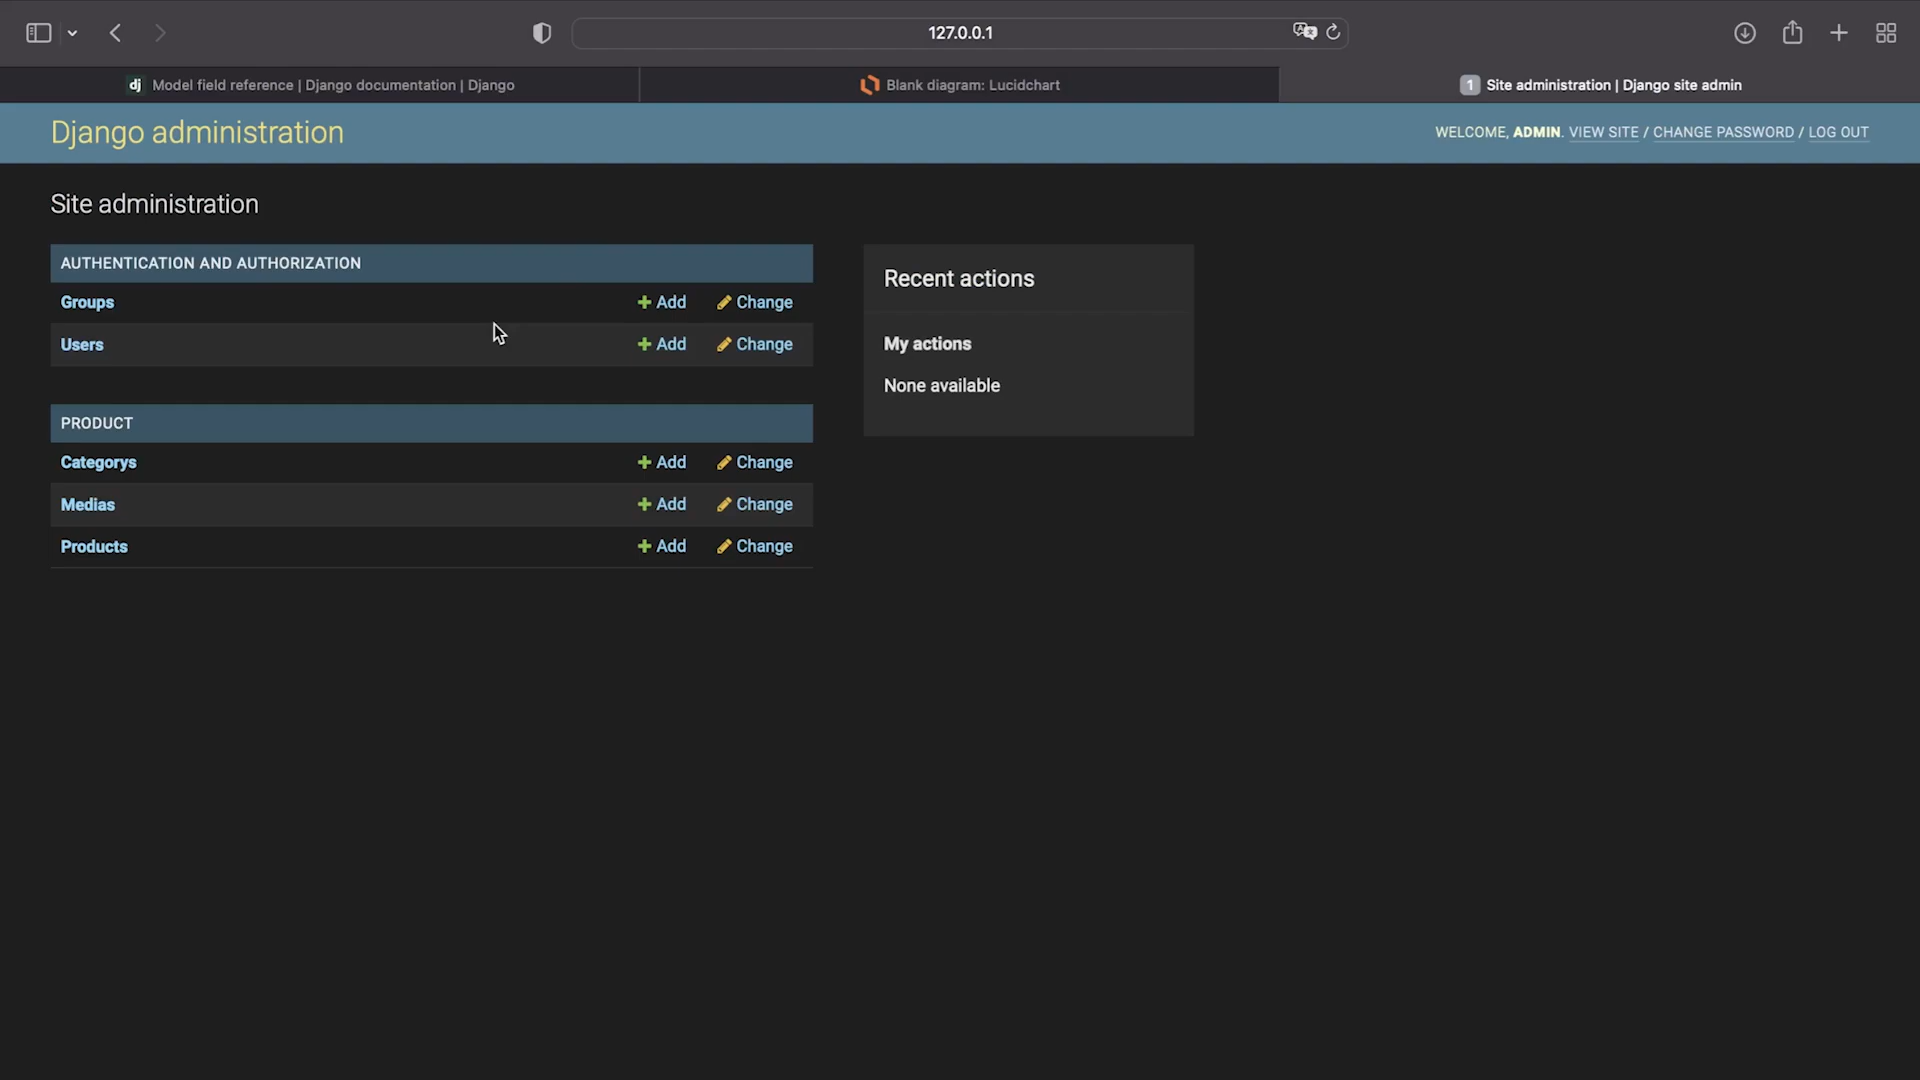 127.0.0.1
dj Model field reference | Django documentation | Django
Blank diagram: Lucidchart
1 Site administration | Django site admin
Django administration
WELCOME, ADMIN. VIEW SITE / CHANGE PASSWORD / LOG OUT
Site administration
AUTHENTICATION AND AUTHORIZATION
Groups Add Change
Users Add Change
PRODUCT
Categorys Add Change
Medias Add Change
Products Add Change
Recent actions
My actions
None available